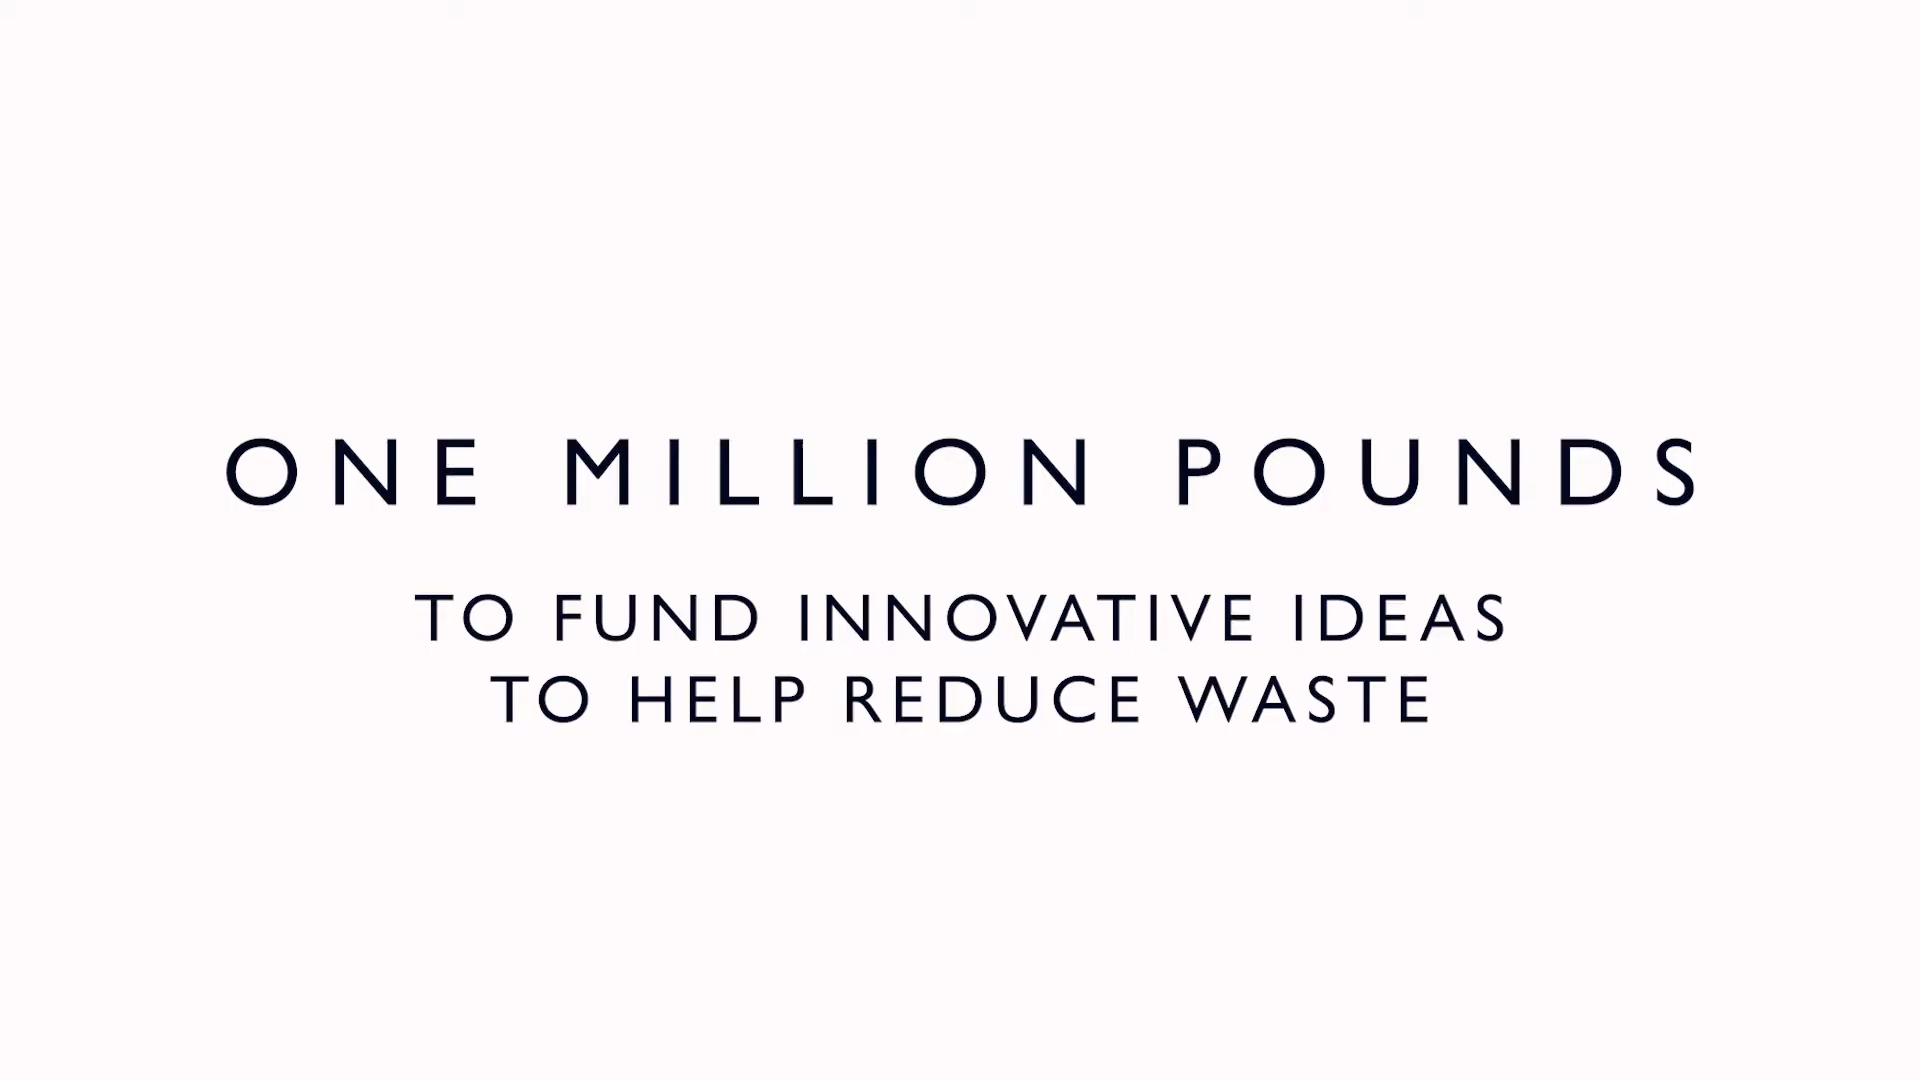 ONE MILLION POUNDS
TO FUND INNOVATIVE IDEAS
TO HELP REDUCE WASTE